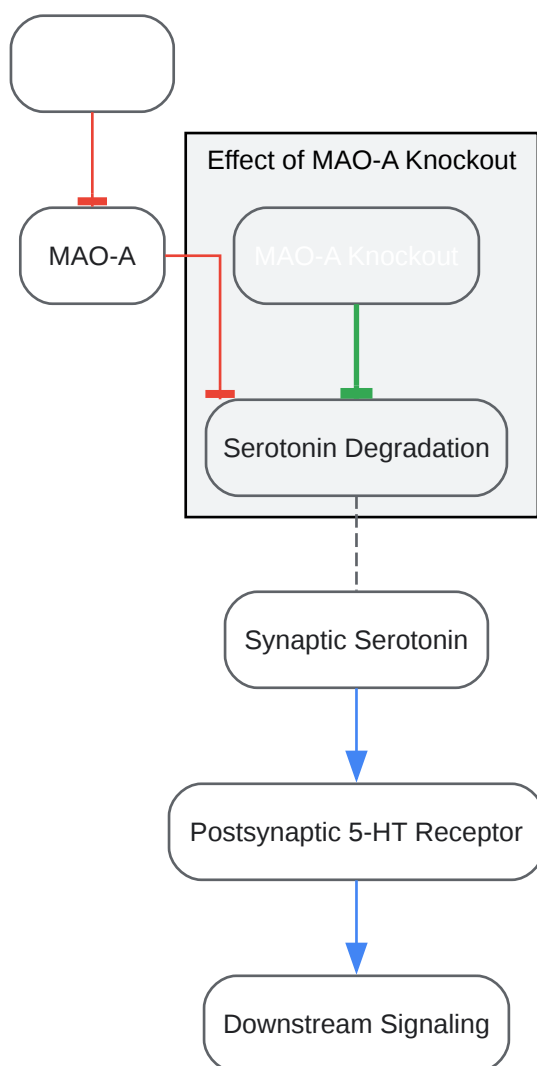 Effect of MAO-A Knockout
MAO-A
MAO-A Knockout
Serotonin Degradation
Synaptic Serotonin
Postsynaptic 5-HT Receptor
Downstream Signaling